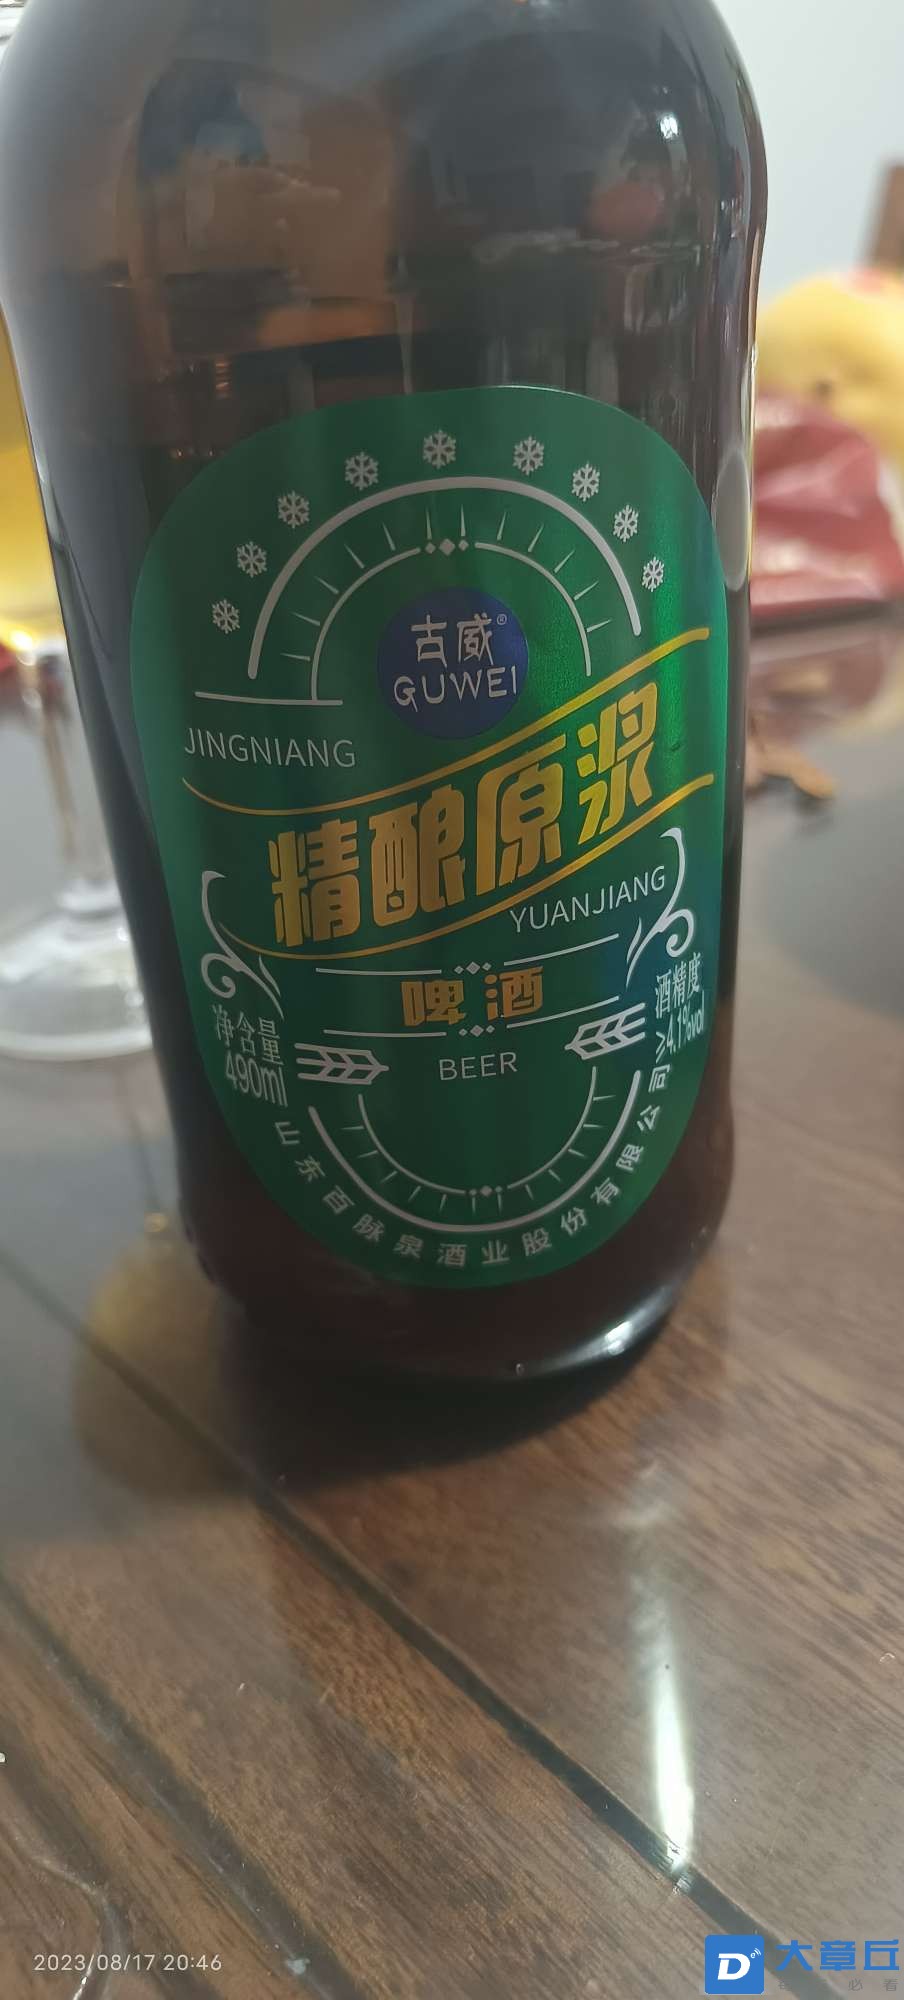 古威®
GUWEI
JINGNIANG
精酿原浆
YUANJIANG
啤酒
BEER
净含量
490ml
酒精度
≥4.1%vol
山东百脉泉酒业股份有限公司
2023/08/17 20:46
D
大章丘
必看